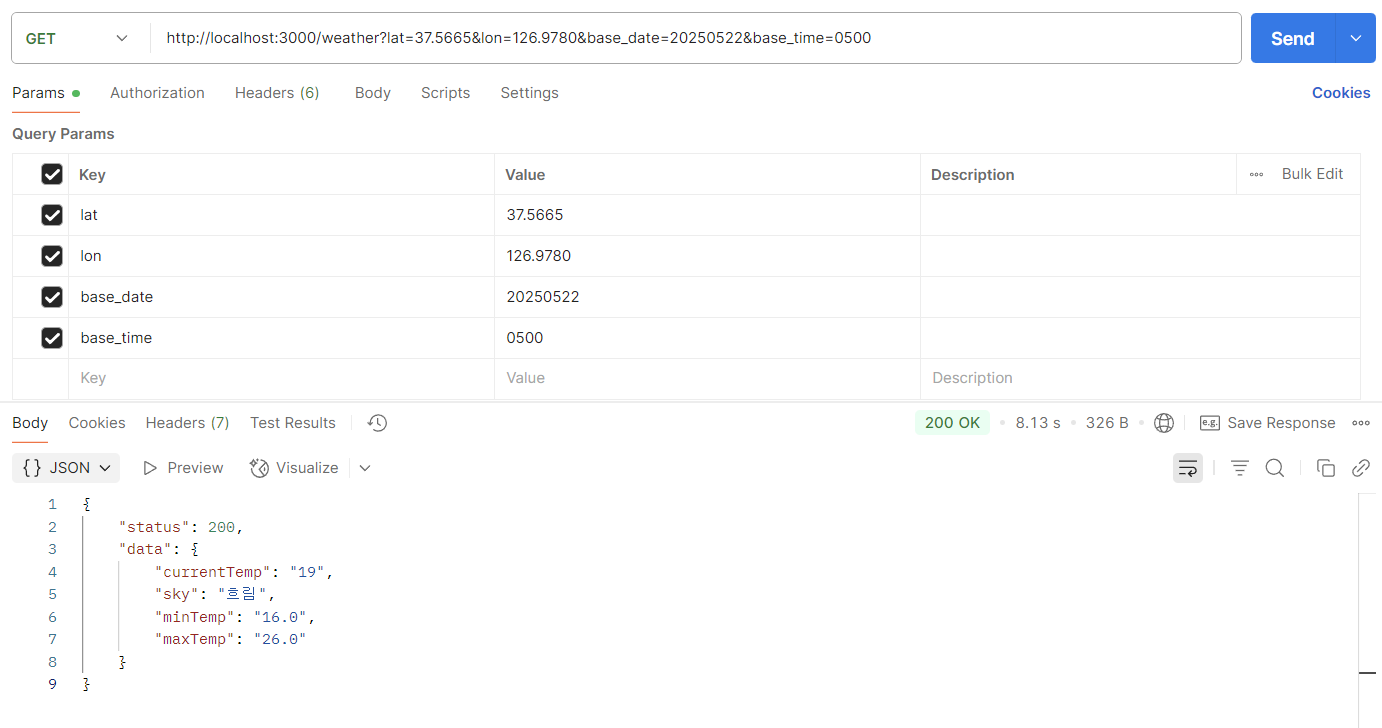 GET http://localhost:3000/weather?lat=37.5665&lon=126.9780&base_date=20250522&base_time=0500 Send
Params Authorization Headers (6) Body Scripts Settings Cookies
Query Params
Key Value Description Bulk Edit
lat 37.5665
lon 126.9780
base_date 20250522
base_time 0500
Key Value Description
Body Cookies Headers (7) Test Results 200 OK 8.13 s 326 B e.g. Save Response
{} JSON Preview Visualize
1 {
2 "status": 200,
3 "data": {
4 "currentTemp": "19",
5 "sky": "흐림",
6 "minTemp": "16.0",
7 "maxTemp": "26.0"
8 }
9 }